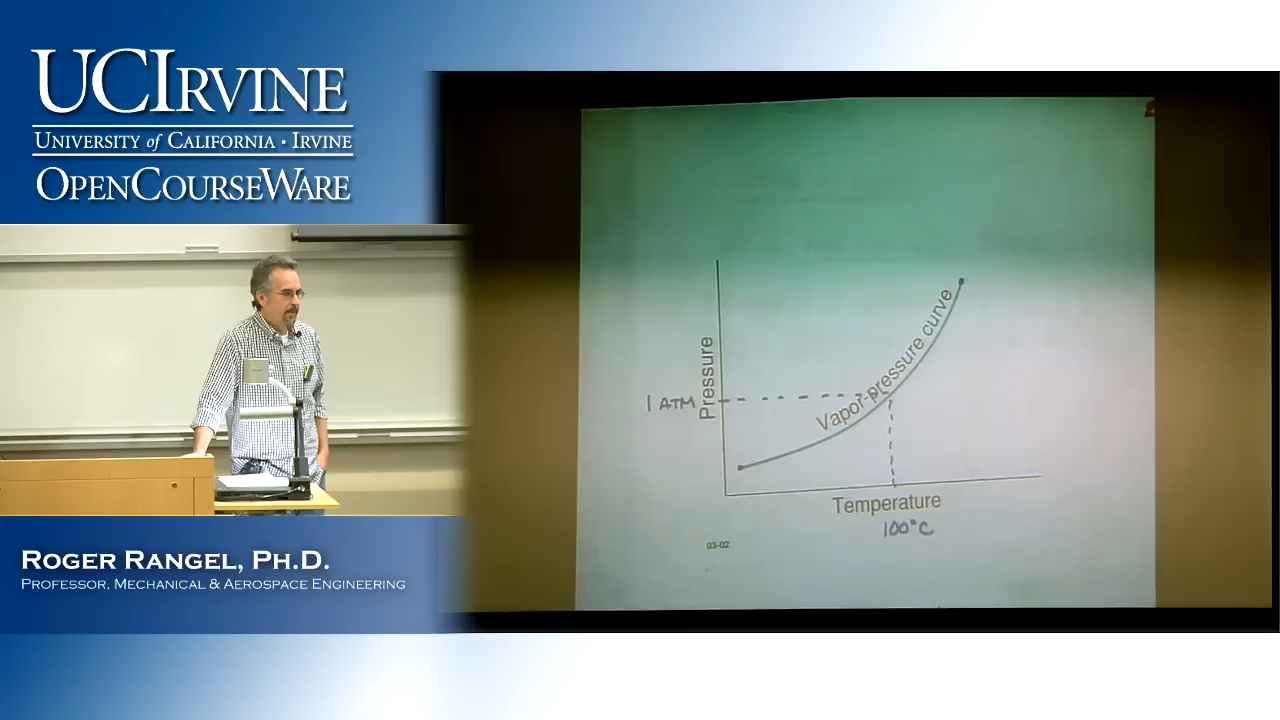 UCIRVINE
UNIVERSITY of CALIFORNIA · IRVINE
OPENCOURSEWARE
Pressure
1 ATM
Vapor-pressure curve
Temperature
100°C
03-02
ROGER RANGEL, PH.D.
PROFESSOR, MECHANICAL & AEROSPACE ENGINEERING